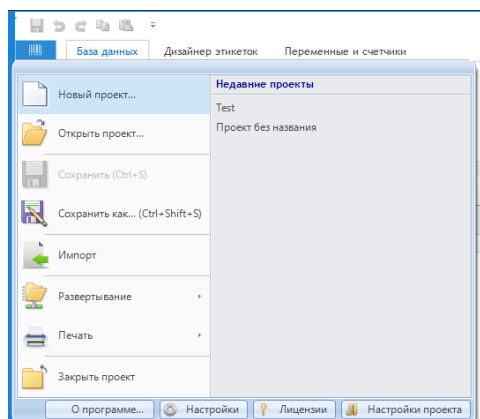 База данных Дизайнер этикеток Переменные и счетчики
Новый проект...
Открыть проект...
Сохранить (Ctrl+S)
Сохранить как... (Ctrl+Shift+S)
Импорт
Развертывание
Печать
Закрыть проект
Недавние проекты
Test
Проект без названия
О программе... Настройки Лицензии Настройки проекта